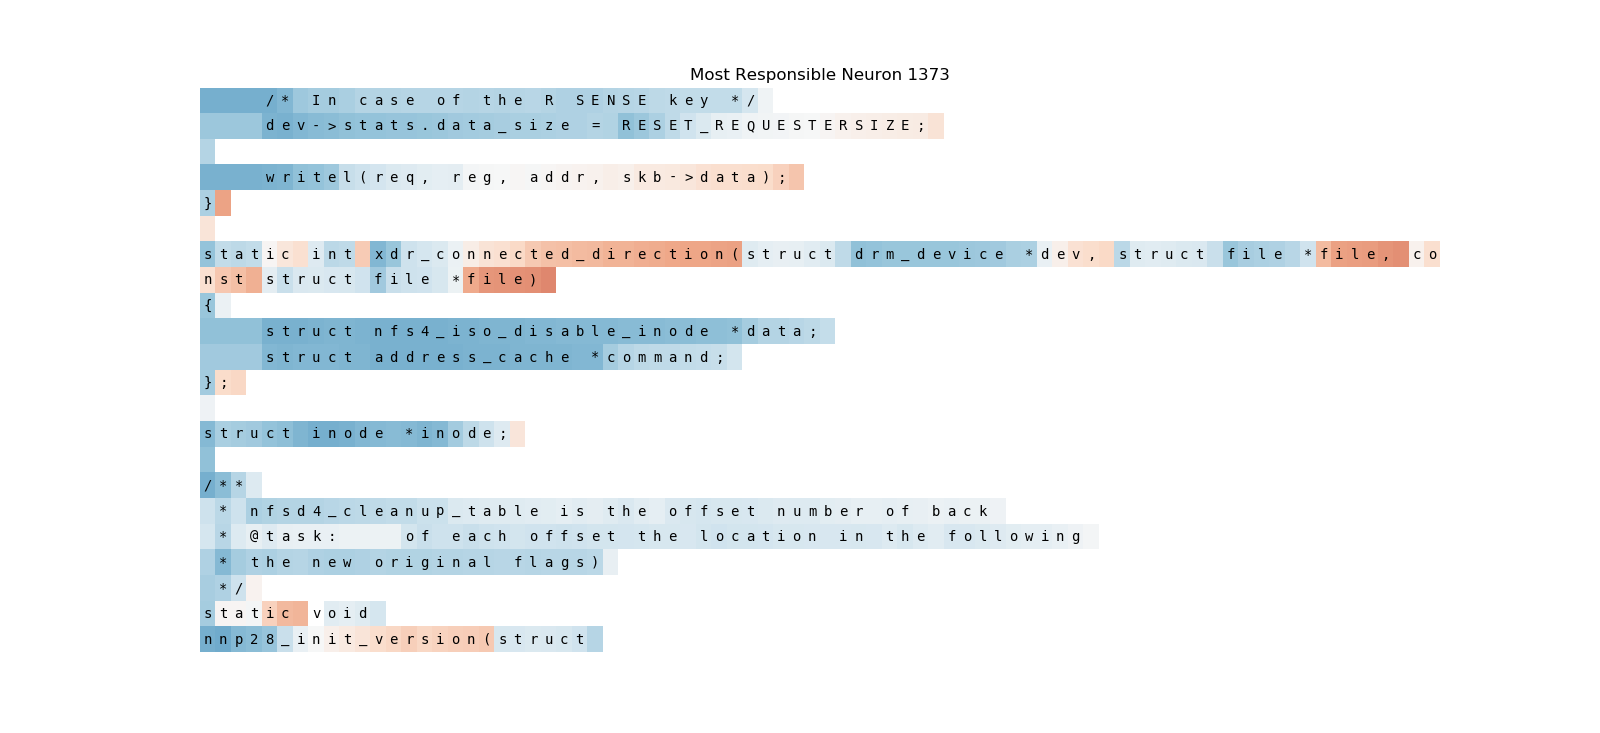 Most Responsible Neuron 1373
/* In case of the R SENSE key */
dev->stats.data_size = RESET_REQUESTERSIZE;
writel(req, reg, addr, skb->data);
}
static int xdr_connected_direction(struct drm_device *dev, struct file *file, co
nst struct file *file)
{
struct nfs4_iso_disable_inode *data;
struct address_cache *command;
};
struct inode *inode;
/**
* nfsd4_cleanup_table is the offset number of back
* @task: of each offset the location in the following
* the new original flags)
*/
static void
nnp28_init_version(struct